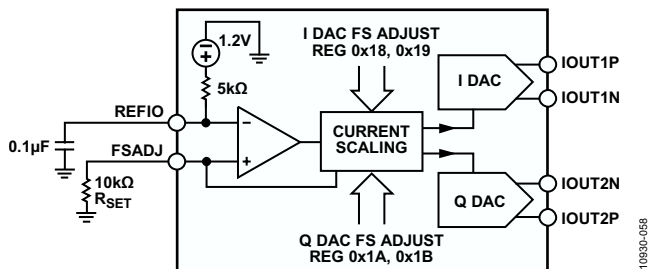 1.2V
I DAC FS ADJUST
REG 0x18, 0x19
IOUT1P
I DAC
5kΩ
IOUT1N
REFIO
–
CURRENT
SCALING
0.1µF
FSADJ
+
10kΩ
RSET
IOUT2N
Q DAC
IOUT2P
Q DAC FS ADJUST
REG 0x1A, 0x1B
10930-058